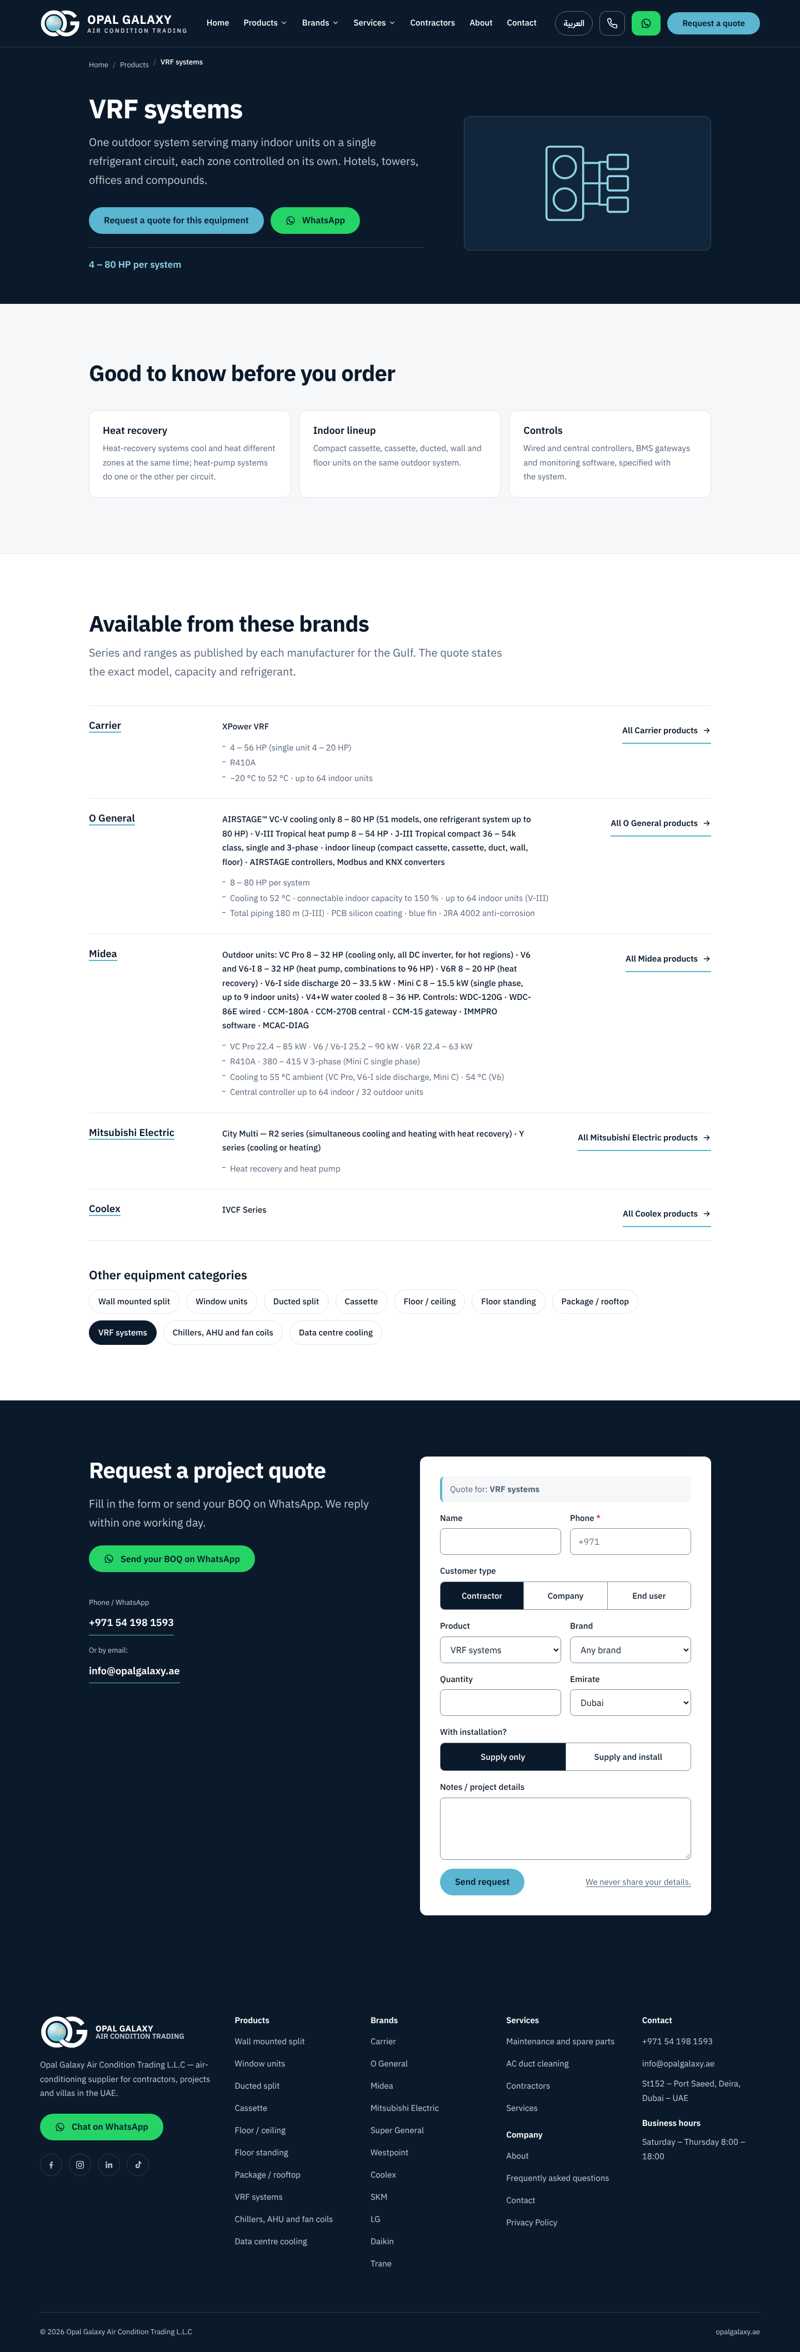 OPAL GALAXY
AIR CONDITION TRADING
Home Products Brands Services Contractors About Contact العربية Request a quote
Home / Products / VRF systems
VRF systems
One outdoor system serving many indoor units on a single
refrigerant circuit, each zone controlled on its own. Hotels, towers,
offices and compounds.
Request a quote for this equipment WhatsApp
4 – 80 HP per system
Good to know before you order
Heat recovery
Heat-recovery systems cool and heat different
zones at the same time; heat-pump systems
do one or the other per circuit.
Indoor lineup
Compact cassette, cassette, ducted, wall and
floor units on the same outdoor system.
Controls
Wired and central controllers, BMS gateways
and monitoring software, specified with
the system.
Available from these brands
Series and ranges as published by each manufacturer for the Gulf. The quote states
the exact model, capacity and refrigerant.
Carrier
XPower VRF
– 4 – 56 HP (single unit 4 – 20 HP)
– R410A
– −20 °C to 52 °C · up to 64 indoor units
All Carrier products →
O General
AIRSTAGE™ VC-V cooling only 8 – 80 HP (51 models, one refrigerant system up to
80 HP) · V-III Tropical heat pump 8 – 54 HP · J-III Tropical compact 36 – 54k
class, single and 3-phase · indoor lineup (compact cassette, cassette, duct, wall,
floor) · AIRSTAGE controllers, Modbus and KNX converters
– 8 – 80 HP per system
– Cooling to 52 °C · connectable indoor capacity to 150 % · up to 64 indoor units (V-III)
– Total piping 180 m (J-III) · PCB silicon coating · blue fin · JRA 4002 anti-corrosion
All O General products →
Midea
Outdoor units: VC Pro 8 – 32 HP (cooling only, all DC inverter, for hot regions) · V6
and V6-I 8 – 32 HP (heat pump, combinations to 96 HP) · V6R 8 – 20 HP (heat
recovery) · V6-I side discharge 20 – 33.5 kW · Mini C 8 – 15.5 kW (single phase,
up to 9 indoor units) · V4+W water cooled 8 – 36 HP. Controls: WDC-120G · WDC-
86E wired · CCM-180A · CCM-270B central · CCM-15 gateway · IMMPRO
software · MCAC-DIAG
– VC Pro 22.4 – 85 kW · V6 / V6-I 25.2 – 90 kW · V6R 22.4 – 63 kW
– R410A · 380 – 415 V 3-phase (Mini C single phase)
– Cooling to 55 °C ambient (VC Pro, V6-I side discharge, Mini C) · 54 °C (V6)
– Central controller up to 64 indoor / 32 outdoor units
All Midea products →
Mitsubishi Electric
City Multi — R2 series (simultaneous cooling and heating with heat recovery) · Y
series (cooling or heating)
– Heat recovery and heat pump
All Mitsubishi Electric products →
Coolex
IVCF Series
All Coolex products →
Other equipment categories
Wall mounted split Window units Ducted split Cassette Floor / ceiling Floor standing Package / rooftop
VRF systems Chillers, AHU and fan coils Data centre cooling
Request a project quote
Fill in the form or send your BOQ on WhatsApp. We reply
within one working day.
Send your BOQ on WhatsApp
Phone / WhatsApp
+971 54 198 1593
Or by email:
info@opalgalaxy.ae
Quote for: VRF systems
Name Phone *
+971
Customer type
Contractor Company End user
Product Brand
VRF systems Any brand
Quantity Emirate
Dubai
With installation?
Supply only Supply and install
Notes / project details
Send request We never share your details.
OPAL GALAXY
AIR CONDITION TRADING
Opal Galaxy Air Condition Trading L.L.C — air-
conditioning supplier for contractors, projects
and villas in the UAE.
Chat on WhatsApp
Products
Wall mounted split
Window units
Ducted split
Cassette
Floor / ceiling
Floor standing
Package / rooftop
VRF systems
Chillers, AHU and fan coils
Data centre cooling
Brands
Carrier
O General
Midea
Mitsubishi Electric
Super General
Westpoint
Coolex
SKM
LG
Daikin
Trane
Services
Maintenance and spare parts
AC duct cleaning
Contractors
Services
Company
About
Frequently asked questions
Contact
Privacy Policy
Contact
+971 54 198 1593
info@opalgalaxy.ae
St152 – Port Saeed, Deira,
Dubai – UAE
Business hours
Saturday – Thursday 8:00 –
18:00
© 2026 Opal Galaxy Air Condition Trading L.L.C
opalgalaxy.ae